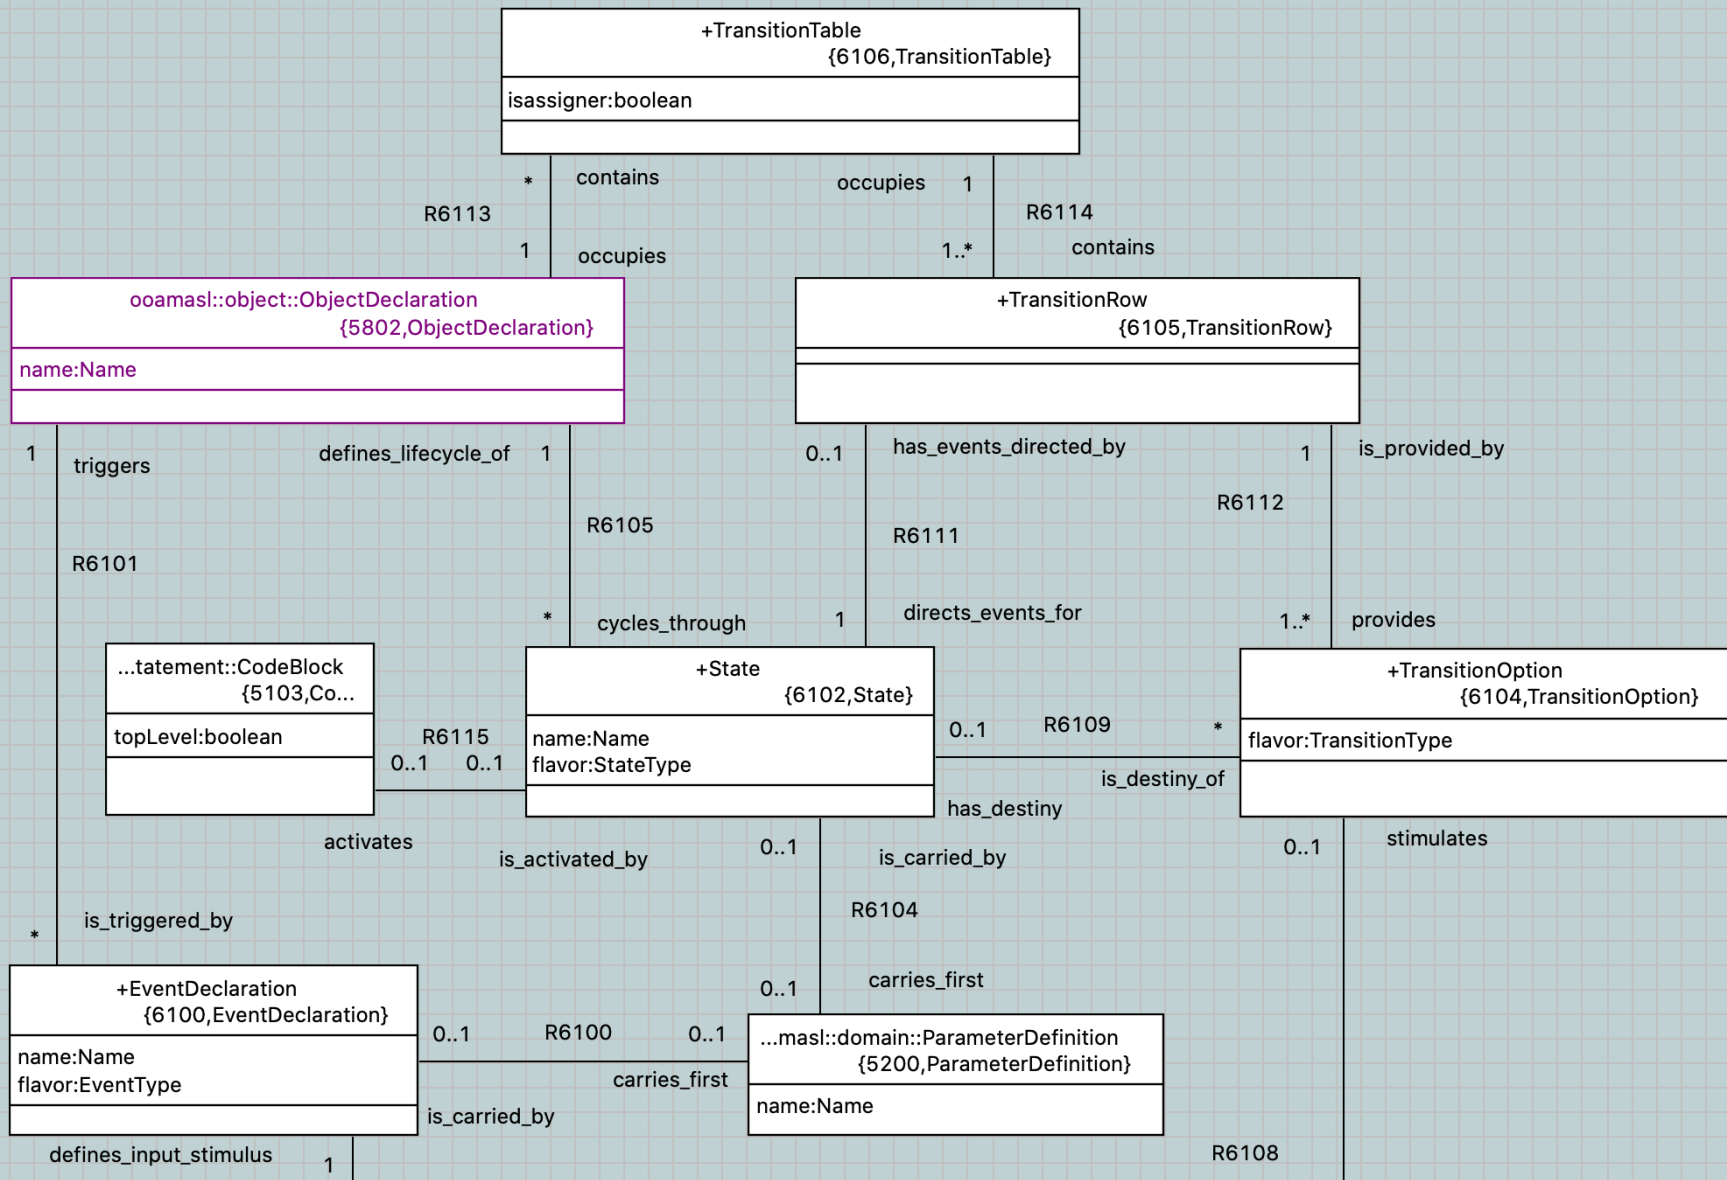 +TransitionTable
{6106,TransitionTable}
isassigner:boolean
* contains
R6113
1 occupies
occupies 1
R6114
1..* contains
ooamasl::object::ObjectDeclaration
{5802,ObjectDeclaration}
name:Name
+TransitionRow
{6105,TransitionRow}
1 triggers
R6101
defines_lifecycle_of 1
R6105
* cycles_through
0..1 has_events_directed_by
R6111
1 directs_events_for
1 is_provided_by
R6112
1..* provides
...tatement::CodeBlock
{5103,Co...
topLevel:boolean
R6115
0..1 0..1
activates
is_activated_by
+State
{6102,State}
name:Name
flavor:StateType
0..1 R6109 *
is_destiny_of
has_destiny
+TransitionOption
{6104,TransitionOption}
flavor:TransitionType
0..1 is_carried_by
R6104
0..1 carries_first
0..1 stimulates
is_triggered_by
*
+EventDeclaration
{6100,EventDeclaration}
name:Name
flavor:EventType
0..1 R6100 0..1
carries_first
is_carried_by
...masl::domain::ParameterDefinition
{5200,ParameterDefinition}
name:Name
defines_input_stimulus 1
R6108